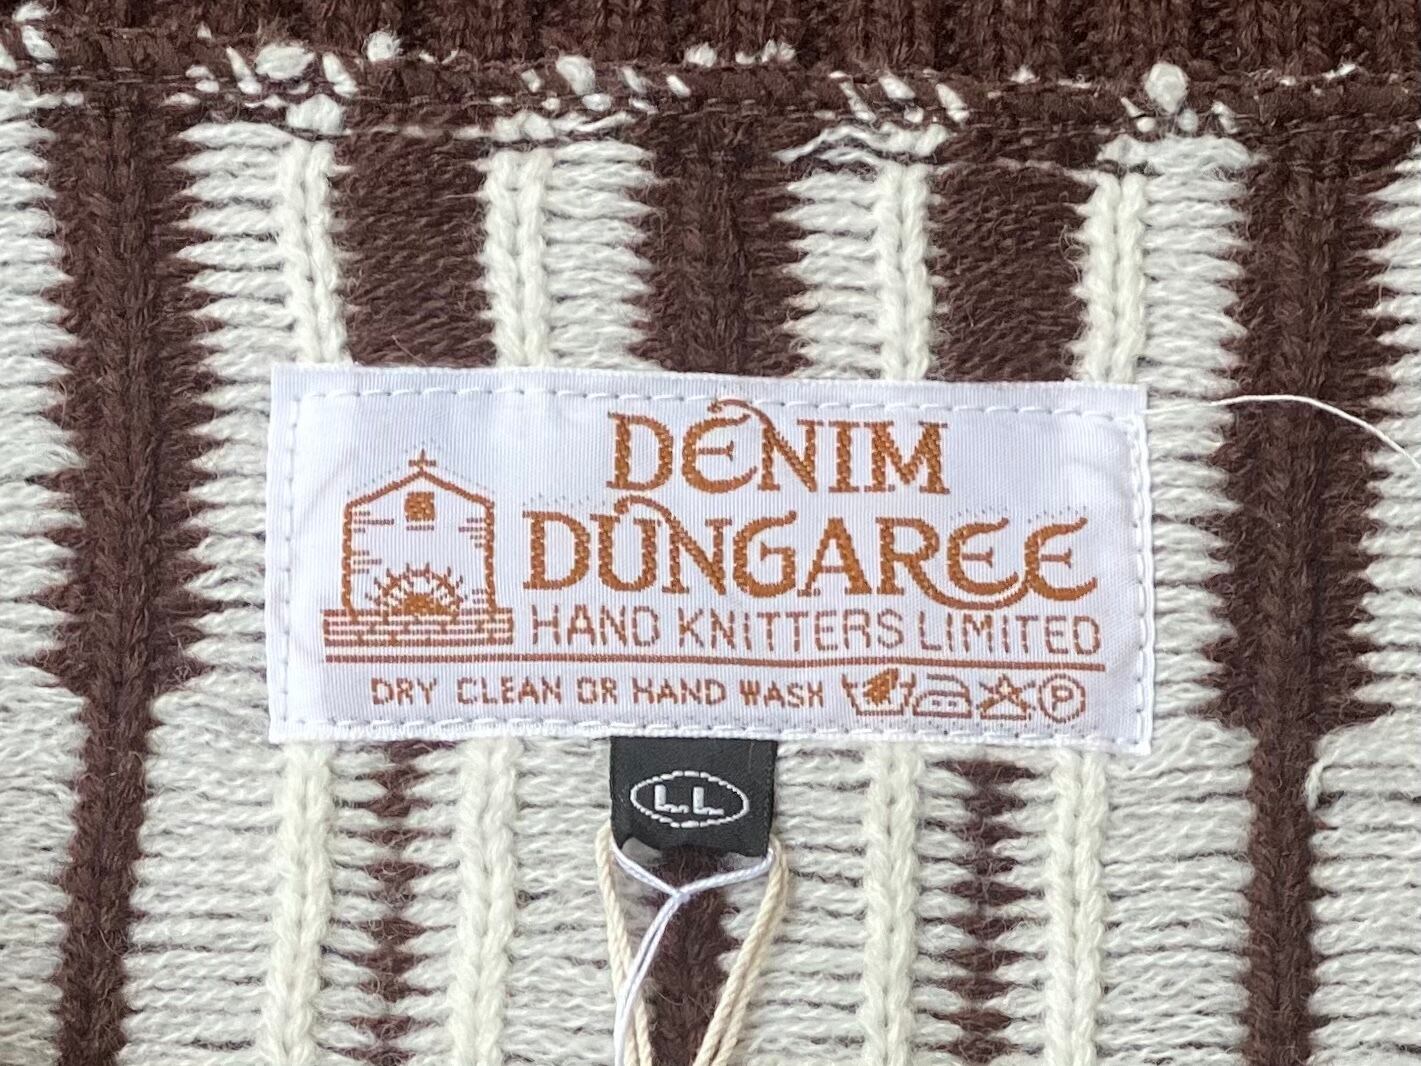 DENIM
DUNGAREE
HAND KNITTERS LIMITED
DRY CLEAN OR HAND WASH P
LL